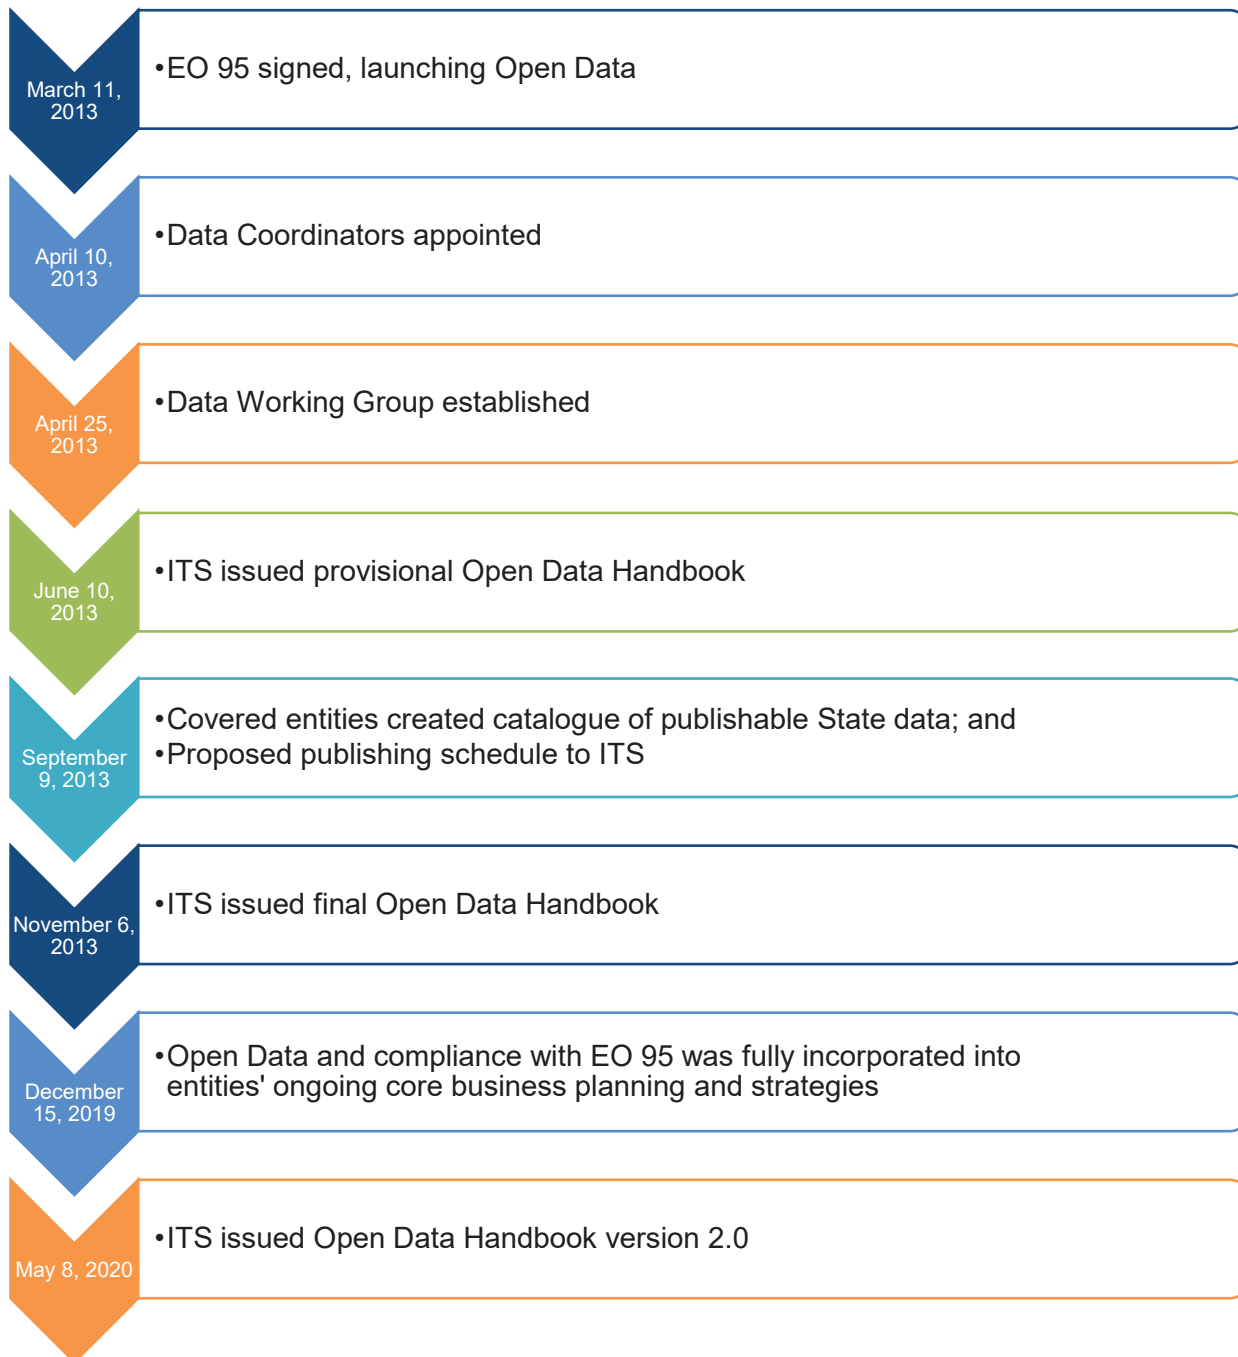 March 11,
2013
•EO 95 signed, launching Open Data
April 10,
2013
•Data Coordinators appointed
April 25,
2013
•Data Working Group established
June 10,
2013
•ITS issued provisional Open Data Handbook
September
9, 2013
•Covered entities created catalogue of publishable State data; and
•Proposed publishing schedule to ITS
November 6,
2013
•ITS issued final Open Data Handbook
December
15, 2019
•Open Data and compliance with EO 95 was fully incorporated into
entities' ongoing core business planning and strategies
May 8, 2020
•ITS issued Open Data Handbook version 2.0